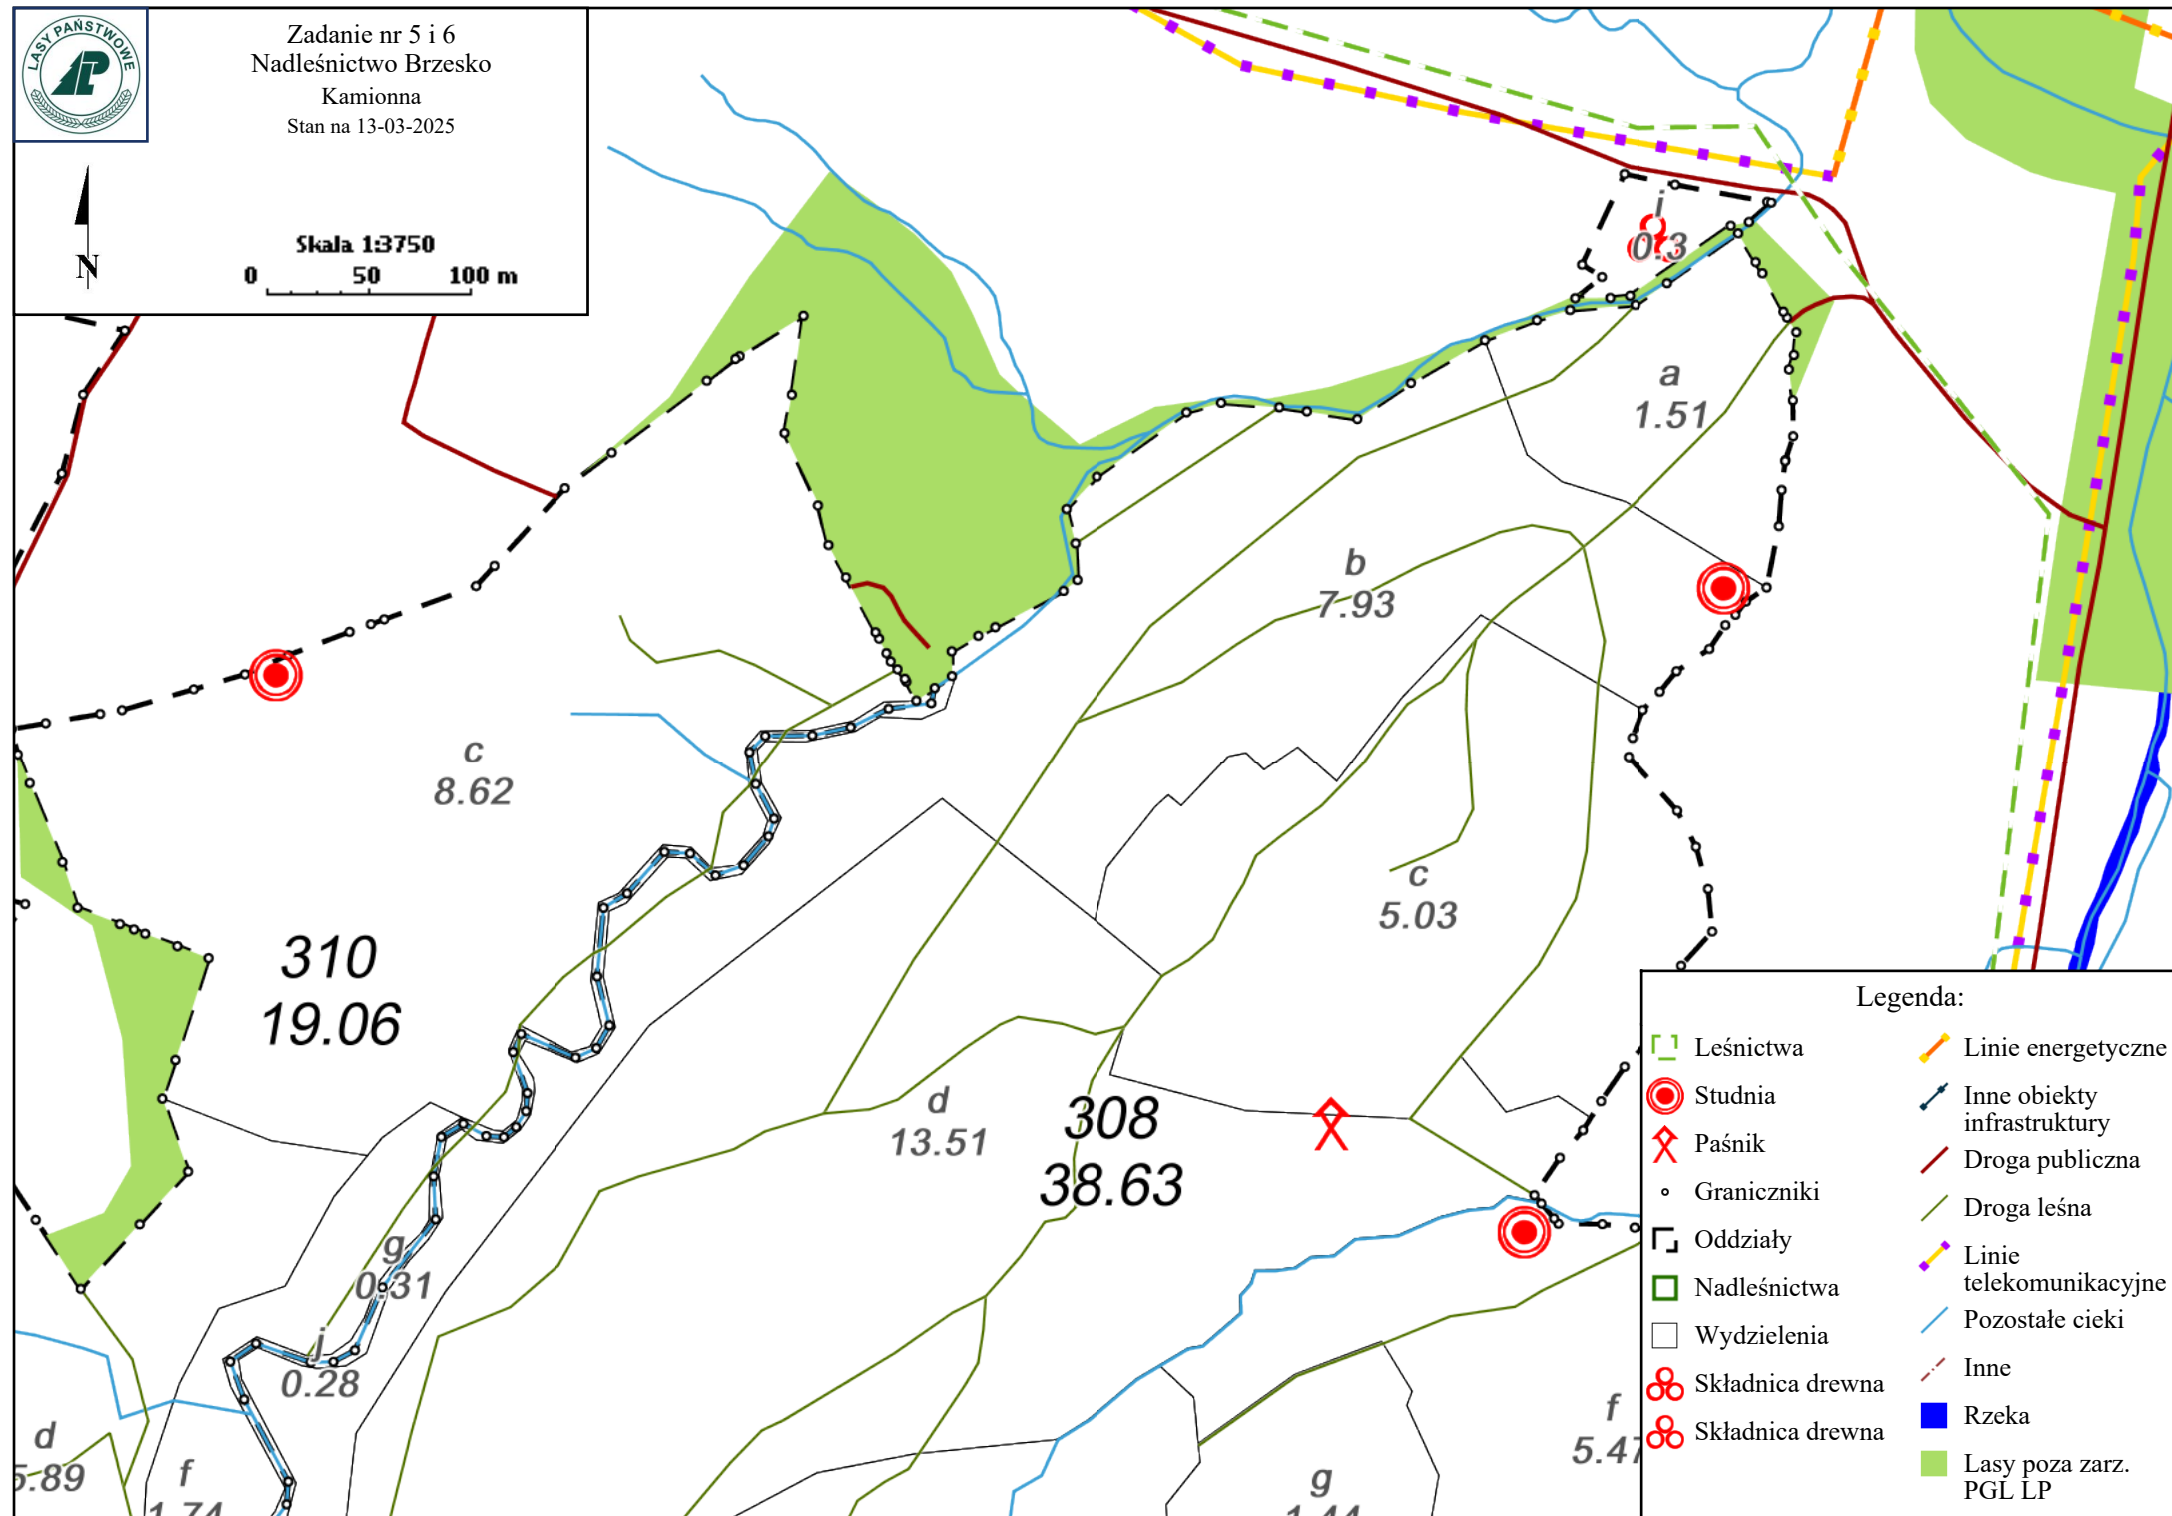 LASY PAŃSTWOWE
Zadanie nr 5 i 6
Nadleśnictwo Brzesko
Kamionna
Stan na 13-03-2025
N
Skala 1:3750
0 50 100 m
i
0.3
a
1.51
b
7.93
c
8.62
c
5.03
310
19.06
d
13.51
308
38.63
g
0.31
j
0.28
d
5.89
f
1.74
f
5.47
g
1.44
Legenda:
Leśnictwa
Studnia
Paśnik
Graniczniki
Oddziały
Nadleśnictwa
Wydzielenia
Składnica drewna
Składnica drewna
Linie energetyczne
Inne obiekty
infrastruktury
Droga publiczna
Droga leśna
Linie
telekomunikacyjne
Pozostałe cieki
Inne
Rzeka
Lasy poza zarz.
PGL LP